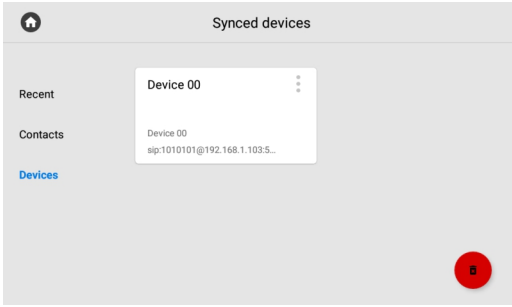 Synced devices
Recent
Contacts
Devices
Device 00
Device 00
sip:1010101@192.168.1.103:5...